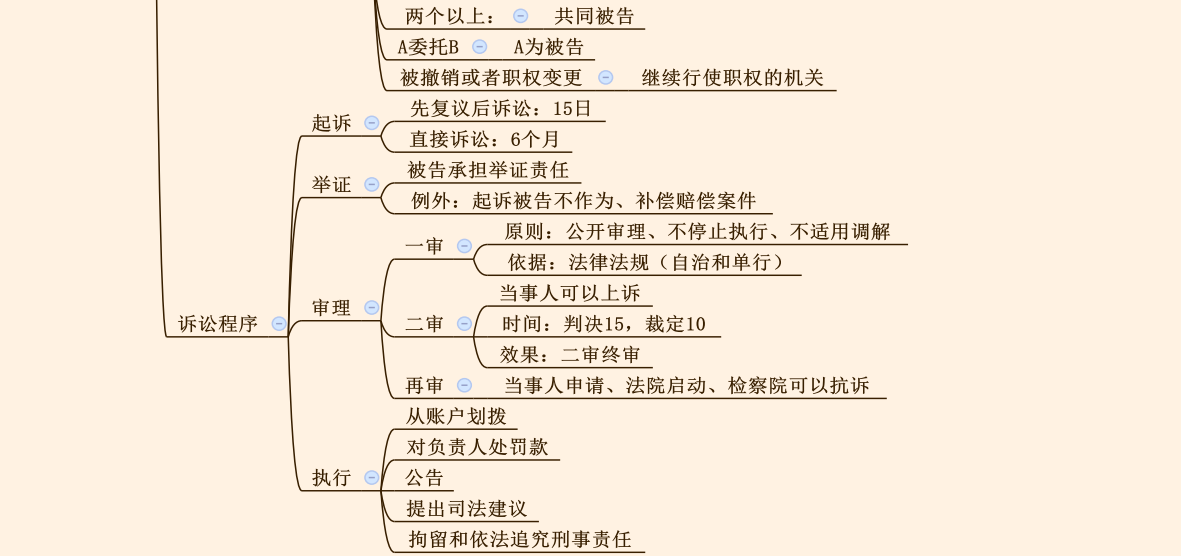 两个以上： 共同被告
A委托B A为被告
被撤销或者职权变更 继续行使职权的机关
诉讼程序
起诉
先复议后诉讼：15日
直接诉讼：6个月
举证
被告承担举证责任
例外：起诉被告不作为、补偿赔偿案件
审理
一审
原则：公开审理、不停止执行、不适用调解
依据：法律法规（自治和单行）
二审
当事人可以上诉
时间：判决15，裁定10
效果：二审终审
再审 当事人申请、法院启动、检察院可以抗诉
执行
从账户划拨
对负责人处罚款
公告
提出司法建议
拘留和依法追究刑事责任